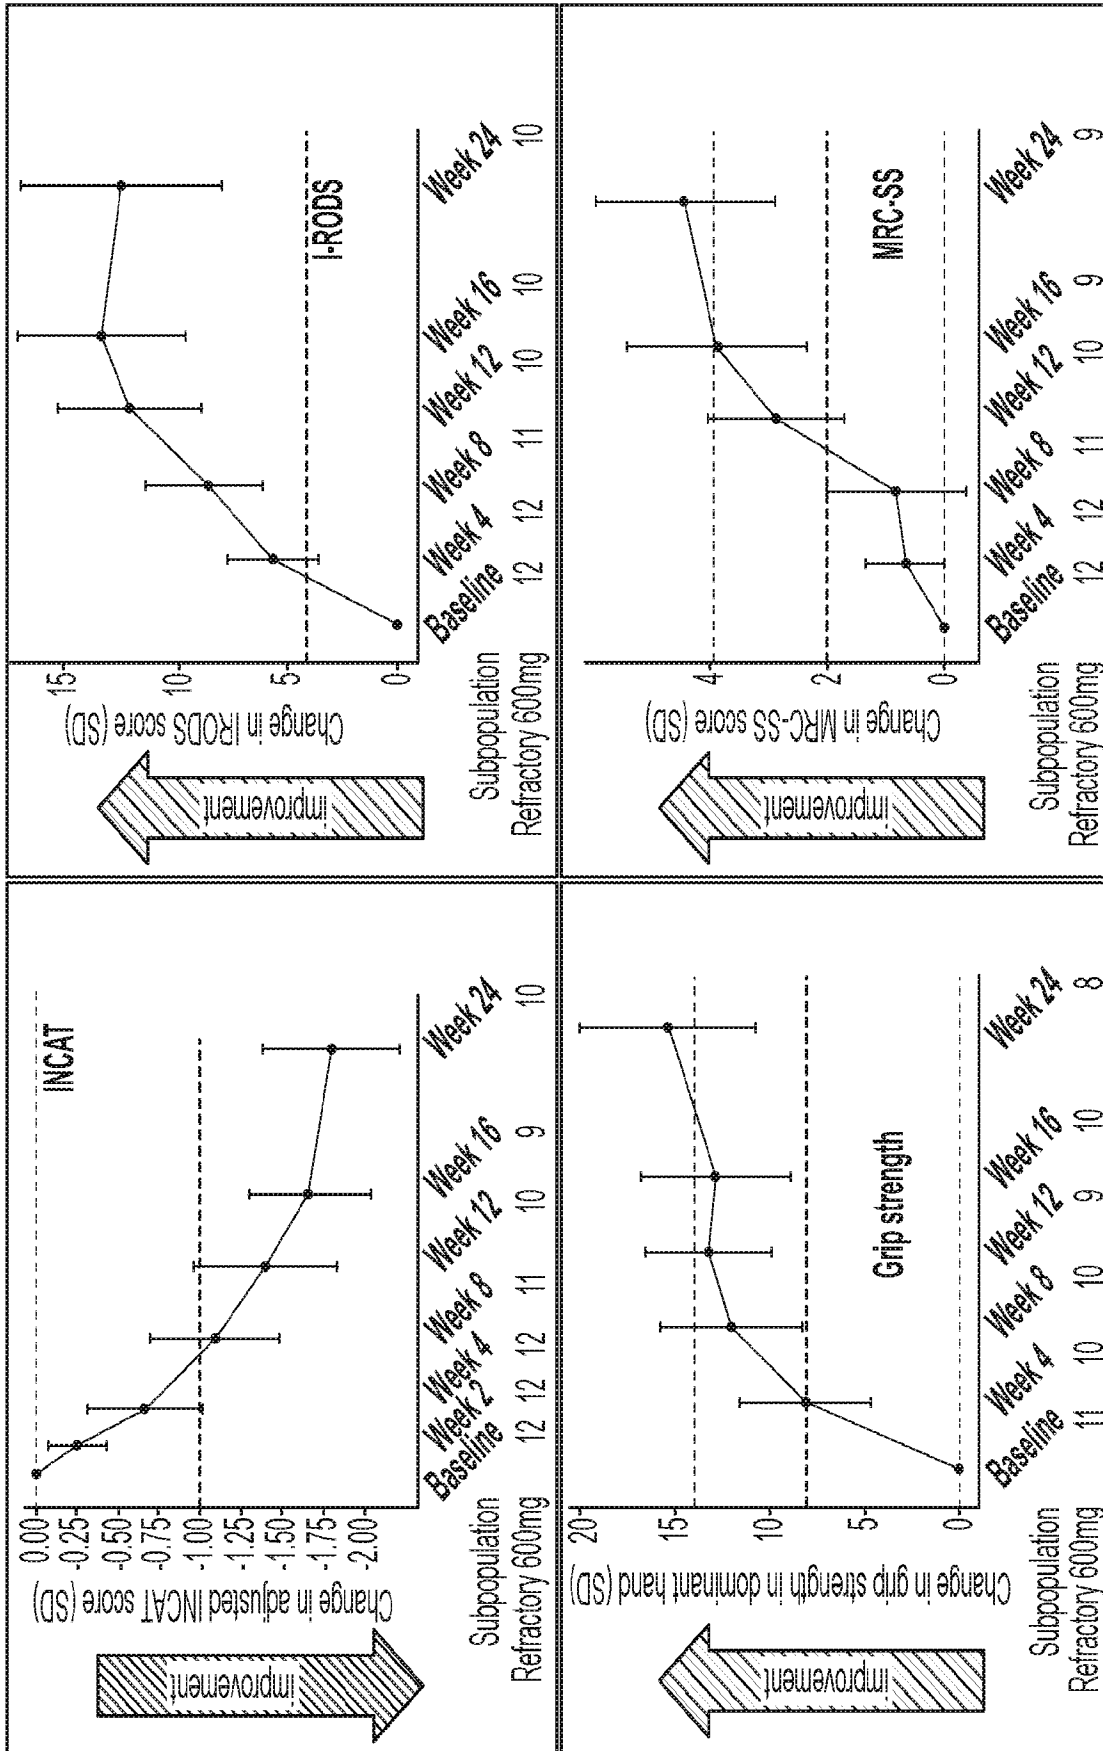 improvement
Change in adjusted INCAT score (SD)
0.00
-0.25
-0.50
-0.75
-1.00
-1.25
-1.50
-1.75
-2.00
INCAT
Baseline
Week 2
Week 4
Week 8
Week 12
Week 16
Week 24
Subpopulation
Refractory 600mg 12 12 12 11 10 9 10
improvement
Change in IRODS score (SD)
15
10
5
0
I-RODS
Baseline
Week 4
Week 8
Week 12
Week 16
Week 24
Subpopulation
Refractory 600mg 12 12 11 10 10 10
improvement
Change in grip strength in dominant hand (SD)
20
15
10
5
0
Grip strength
Baseline
Week 4
Week 8
Week 12
Week 16
Week 24
Subpopulation
Refractory 600mg 11 10 10 9 10 8
improvement
Change in MRC-SS score (SD)
4
2
0
MRC-SS
Baseline
Week 4
Week 8
Week 12
Week 16
Week 24
Subpopulation
Refractory 600mg 12 12 11 10 9 9